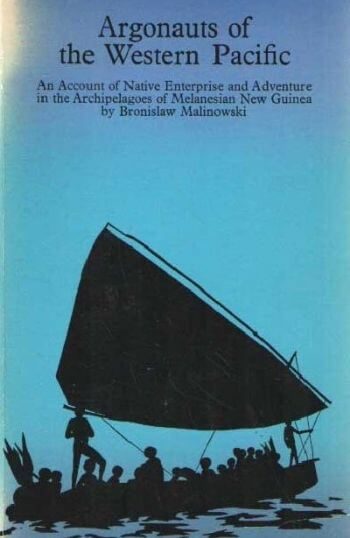 Argonauts of
the Western Pacific
An Account of Native Enterprise and Adventure
in the Archipelagoes of Melanesian New Guinea
by Bronislaw Malinowski